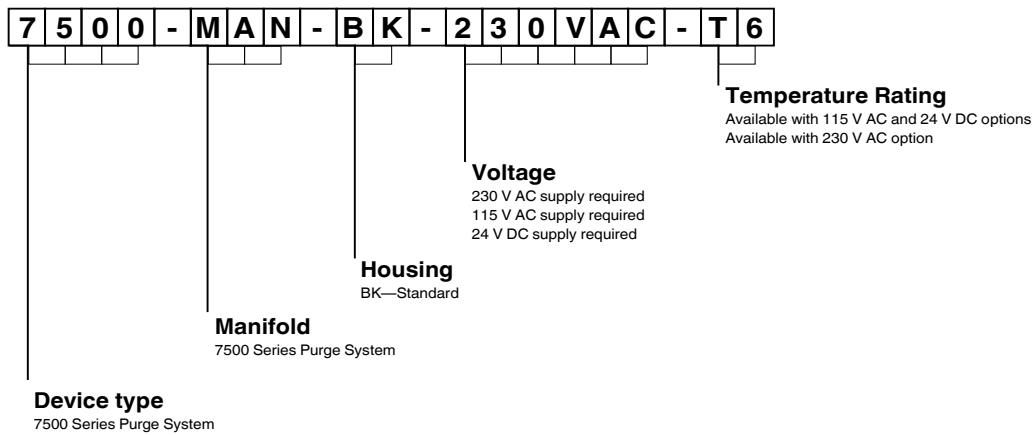 7500-MAN-BK-230VAC-T6
Temperature Rating
Available with 115 V AC and 24 V DC options
Available with 230 V AC option
Voltage
230 V AC supply required
115 V AC supply required
24 V DC supply required
Housing
BK—Standard
Manifold
7500 Series Purge System
Device type
7500 Series Purge System